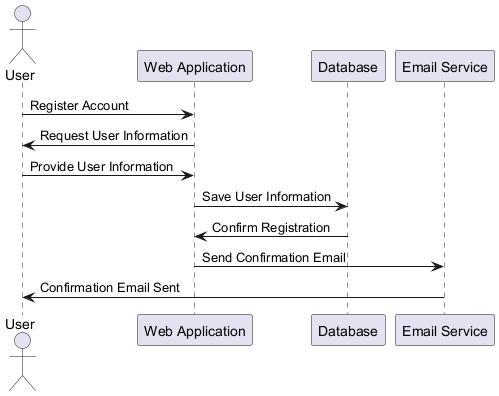 User
Web Application
Database
Email Service
Register Account
Request User Information
Provide User Information
Save User Information
Confirm Registration
Send Confirmation Email
Confirmation Email Sent
User
Web Application
Database
Email Service